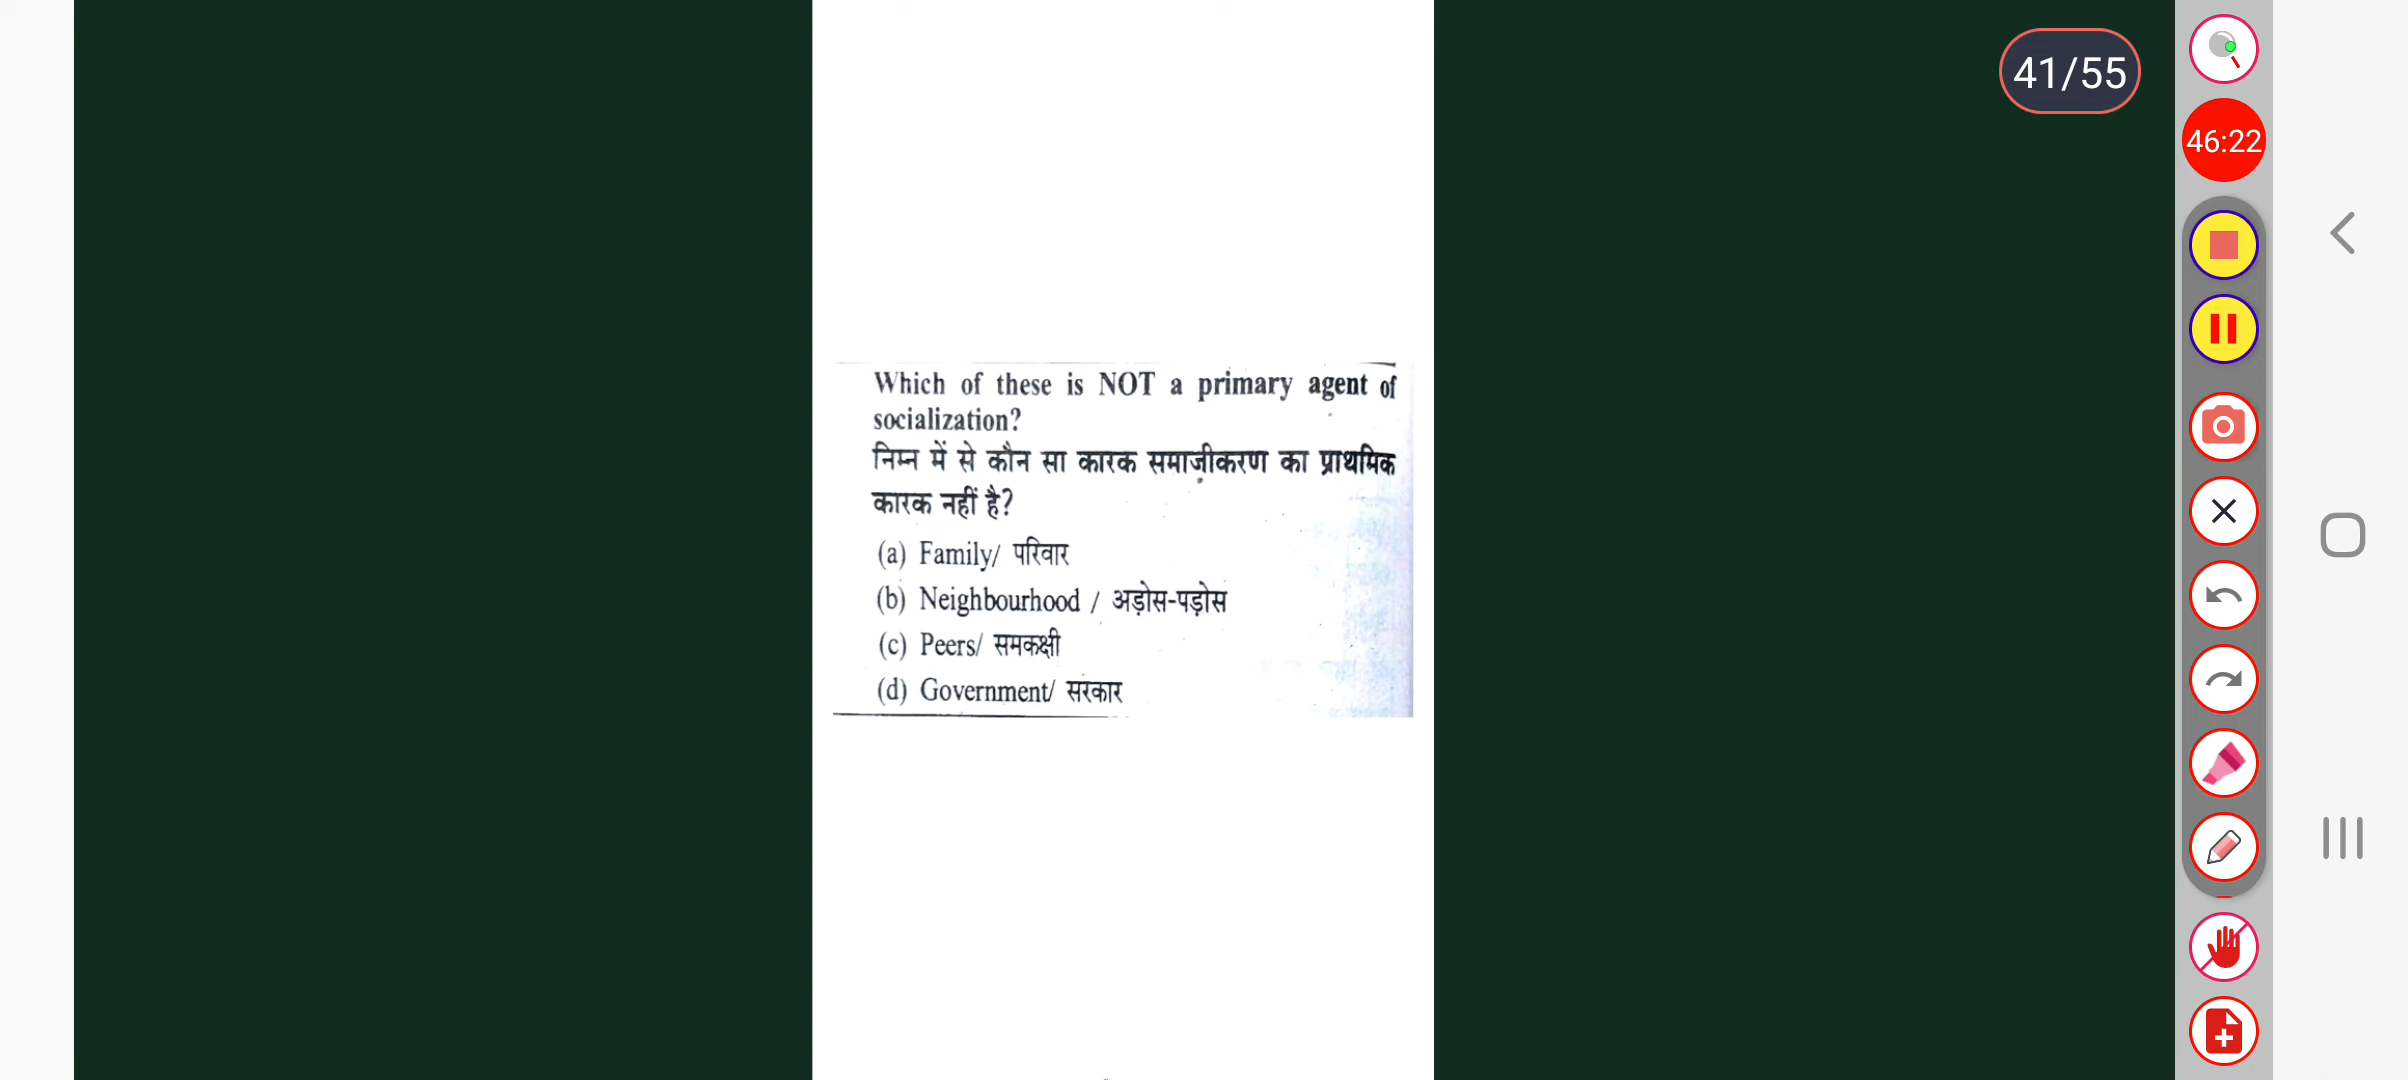 41/55
46:22
Which of these is NOT a primary agent of
socialization?
निम्न में से कौन सा कारक समाजीकरण का प्राथमिक
कारक नहीं है?
(a) Family/ परिवार
(b) Neighbourhood / अड़ोस-पड़ोस
(c) Peers/ समकक्षी
(d) Government/ सरकार